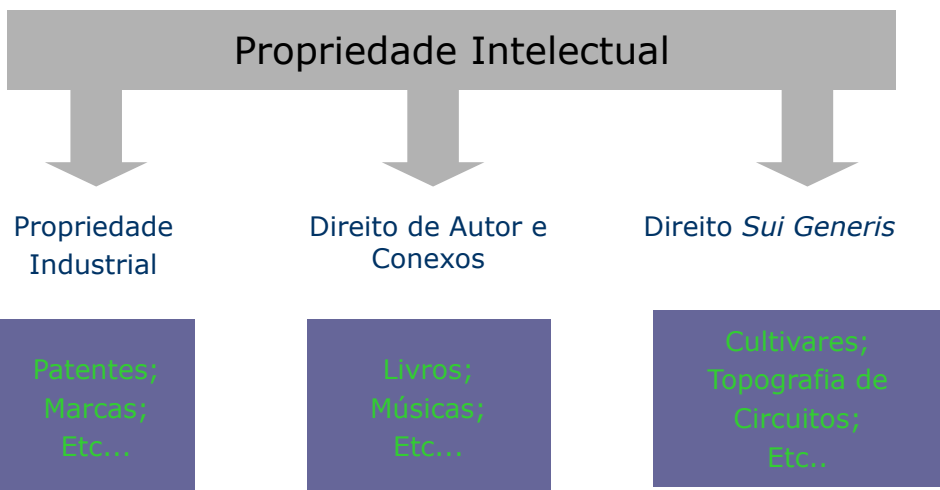 Propriedade Intelectual
Propriedade
Industrial
Direito de Autor e
Conexos
Direito Sui Generis
Patentes;
Marcas;
Etc...
Livros;
Músicas;
Etc...
Cultivares;
Topografia de
Circuitos;
Etc..